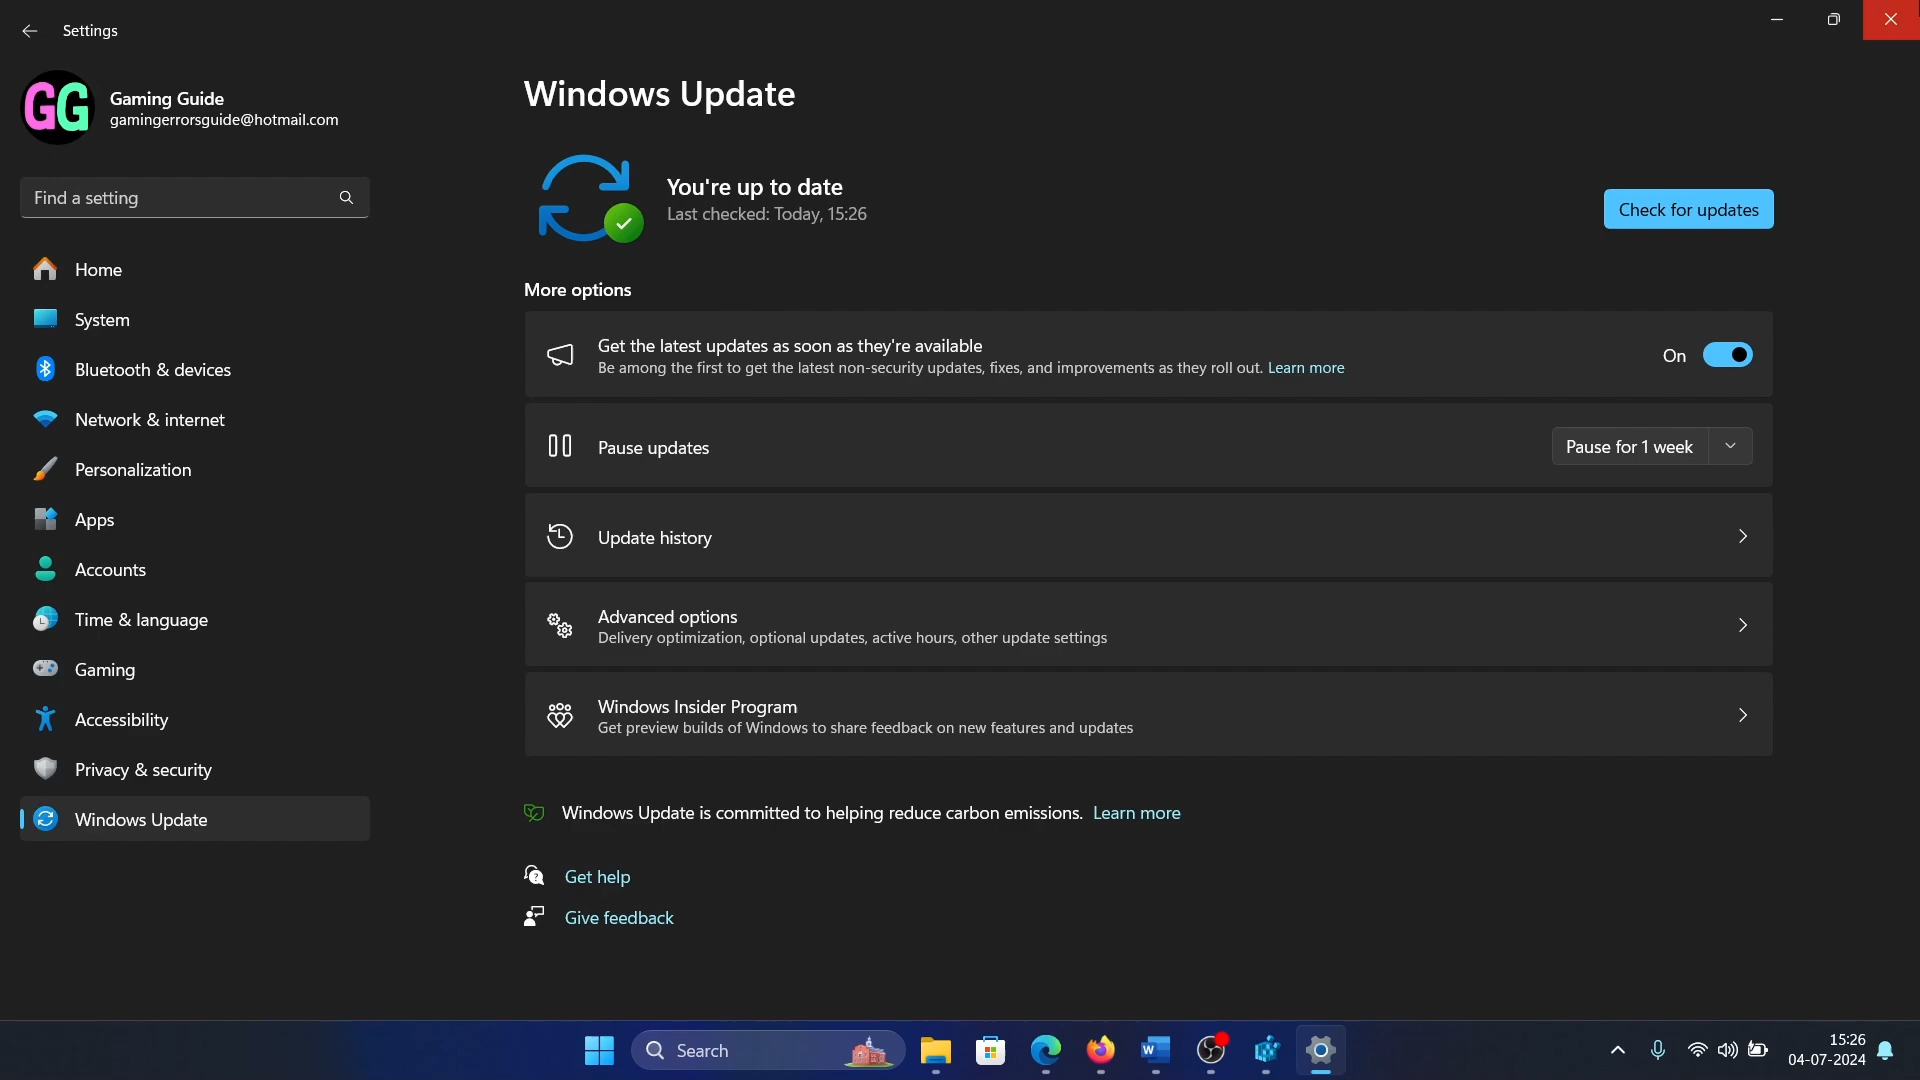 Settings
GG
Gaming Guide
gamingerrorsguide@hotmail.com
Find a setting
Home
System
Bluetooth & devices
Network & internet
Personalization
Apps
Accounts
Time & language
Gaming
Accessibility
Privacy & security
Windows Update
Windows Update
You're up to date
Last checked: Today, 15:26
Check for updates
More options
Get the latest updates as soon as they're available
Be among the first to get the latest non-security updates, fixes, and improvements as they roll out. Learn more
On
Pause updates
Pause for 1 week
Update history
Advanced options
Delivery optimization, optional updates, active hours, other update settings
Windows Insider Program
Get preview builds of Windows to share feedback on new features and updates
Windows Update is committed to helping reduce carbon emissions. Learn more
Get help
Give feedback
Search
W
15:26
04-07-2024